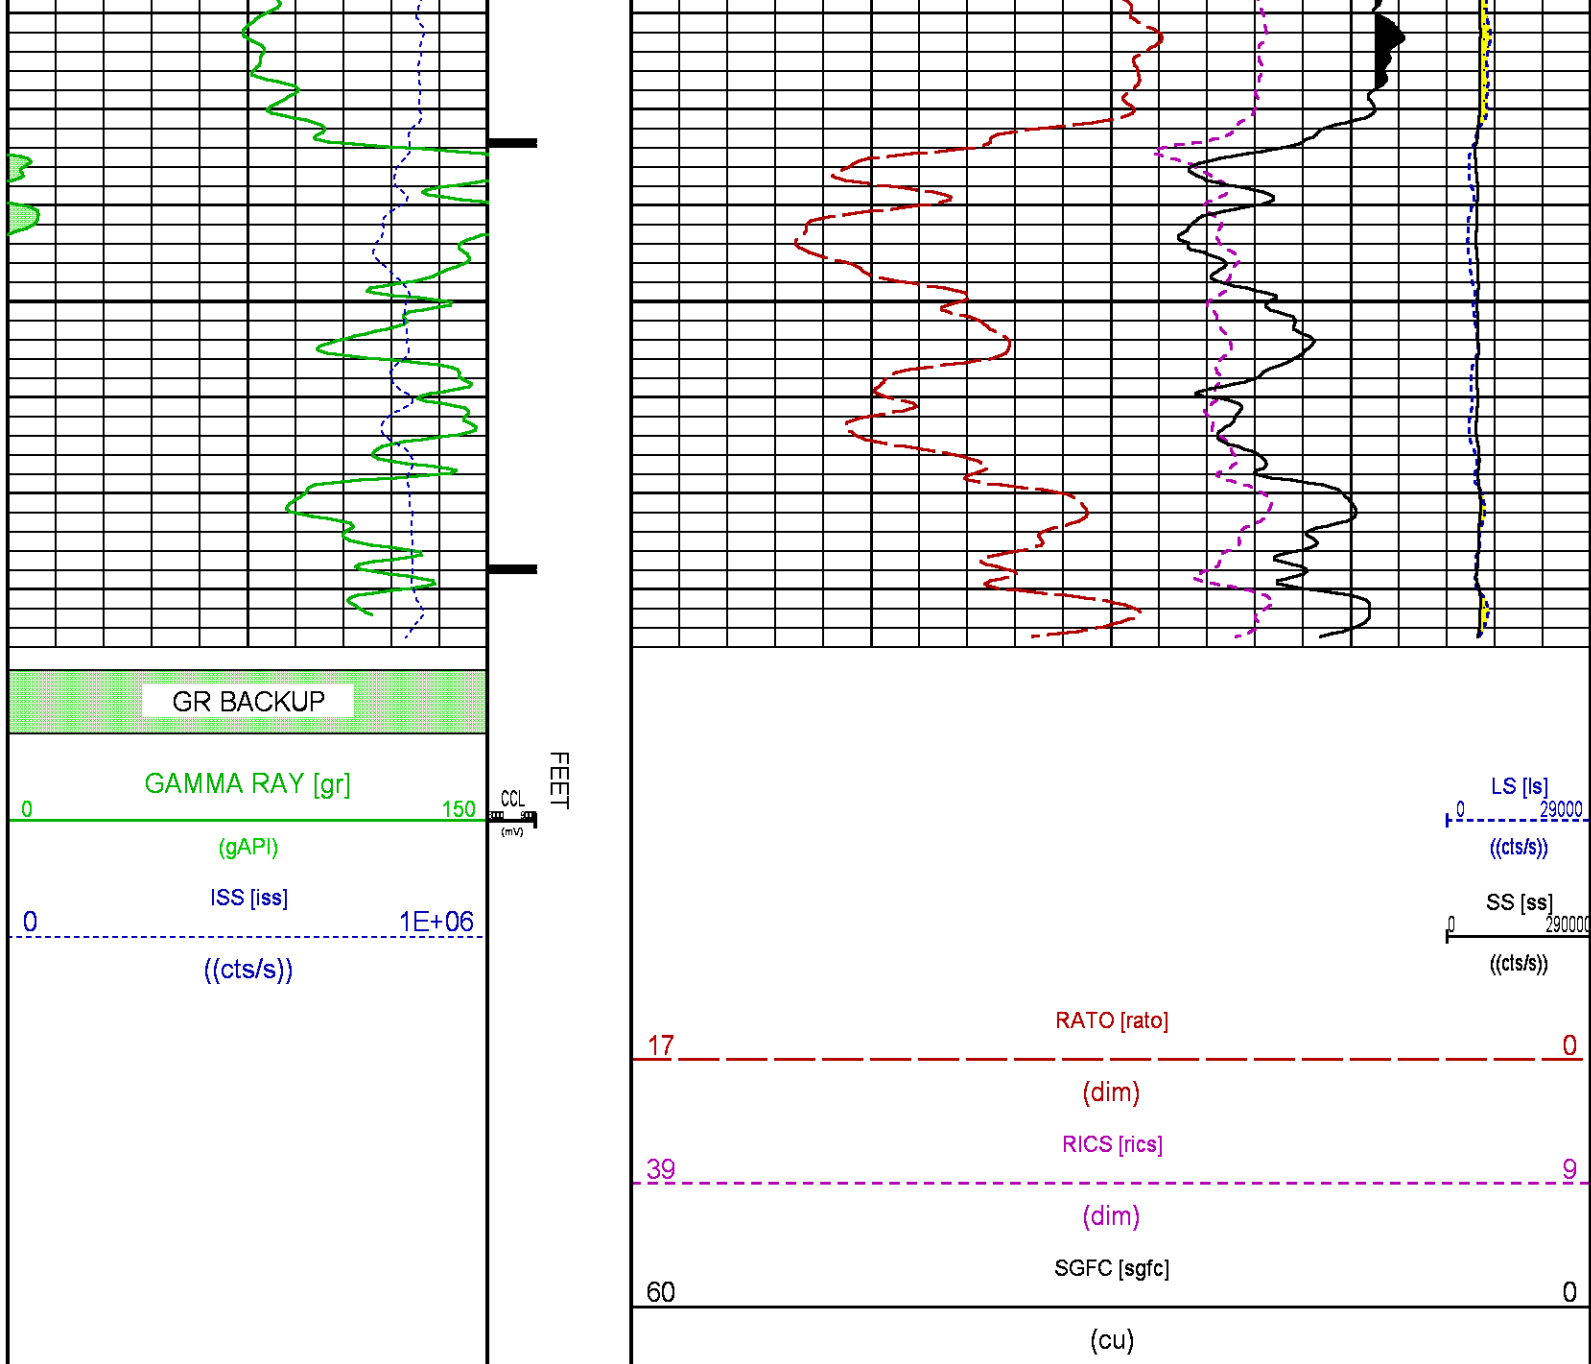 GR BACKUP
GAMMA RAY [gr]
0 150
(gAPI)
ISS [iss]
0 1E+06
((cts/s))
CCL
(mV)
FEET
LS [ls]
0 29000
((cts/s))
SS [ss]
0 290000
((cts/s))
RATO [rato]
17 0
(dim)
RICS [rics]
39 9
(dim)
SGFC [sgfc]
60 0
(cu)